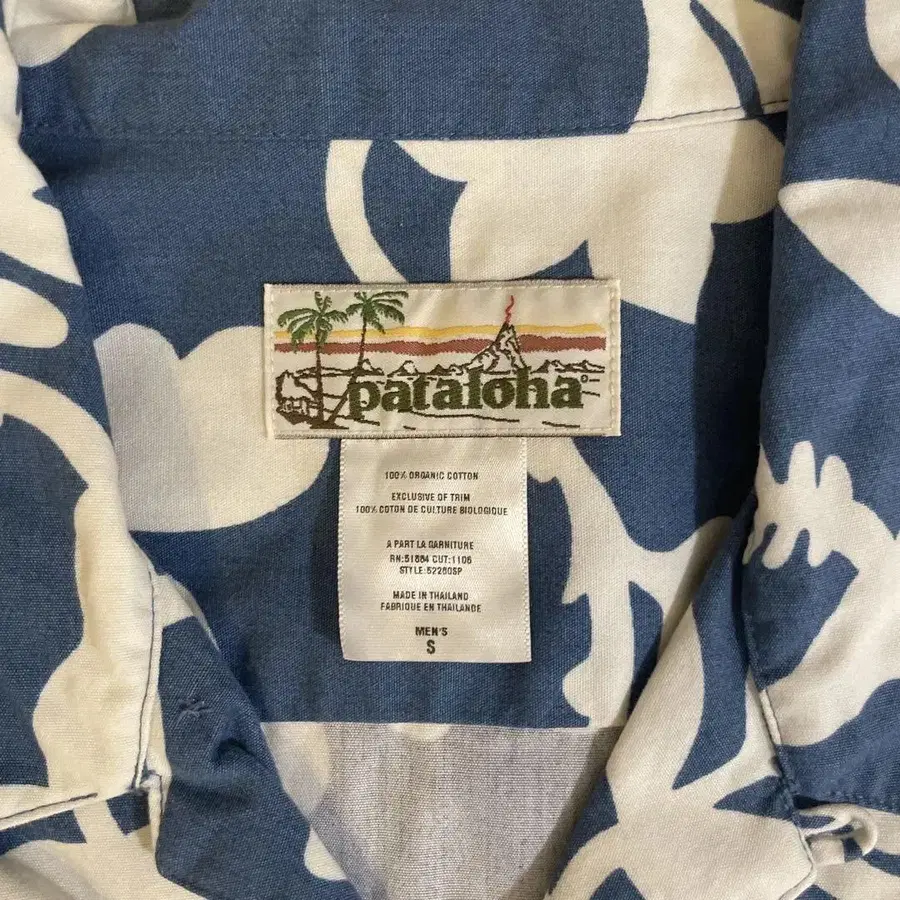 pataloha®
100% ORGANIC COTTON
EXCLUSIVE OF TRIM
100% COTON DE CULTURE BIOLOGIQUE
A PART LA GARNITURE
RN:51884 CUT:1106
STYLE:52280SP
MADE IN THAILAND
FABRIQUE EN THAILANDE
MEN'S
S